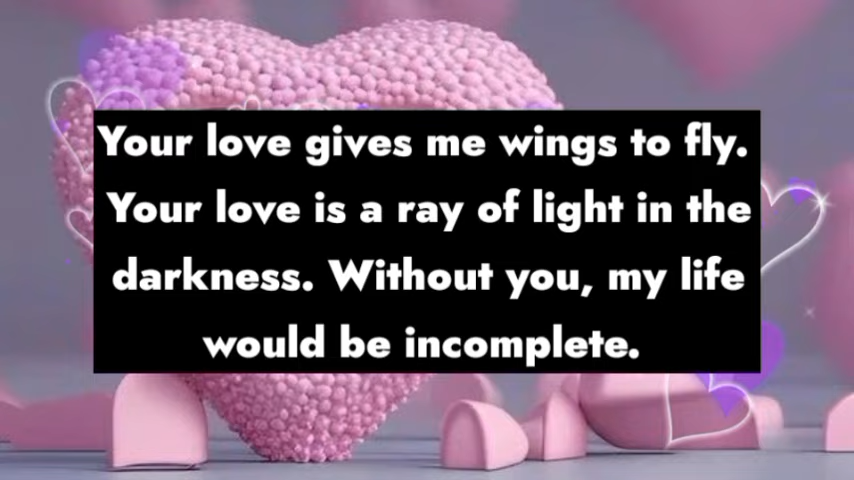 Your love gives me wings to fly.
Your love is a ray of light in the
darkness. Without you, my life
would be incomplete.